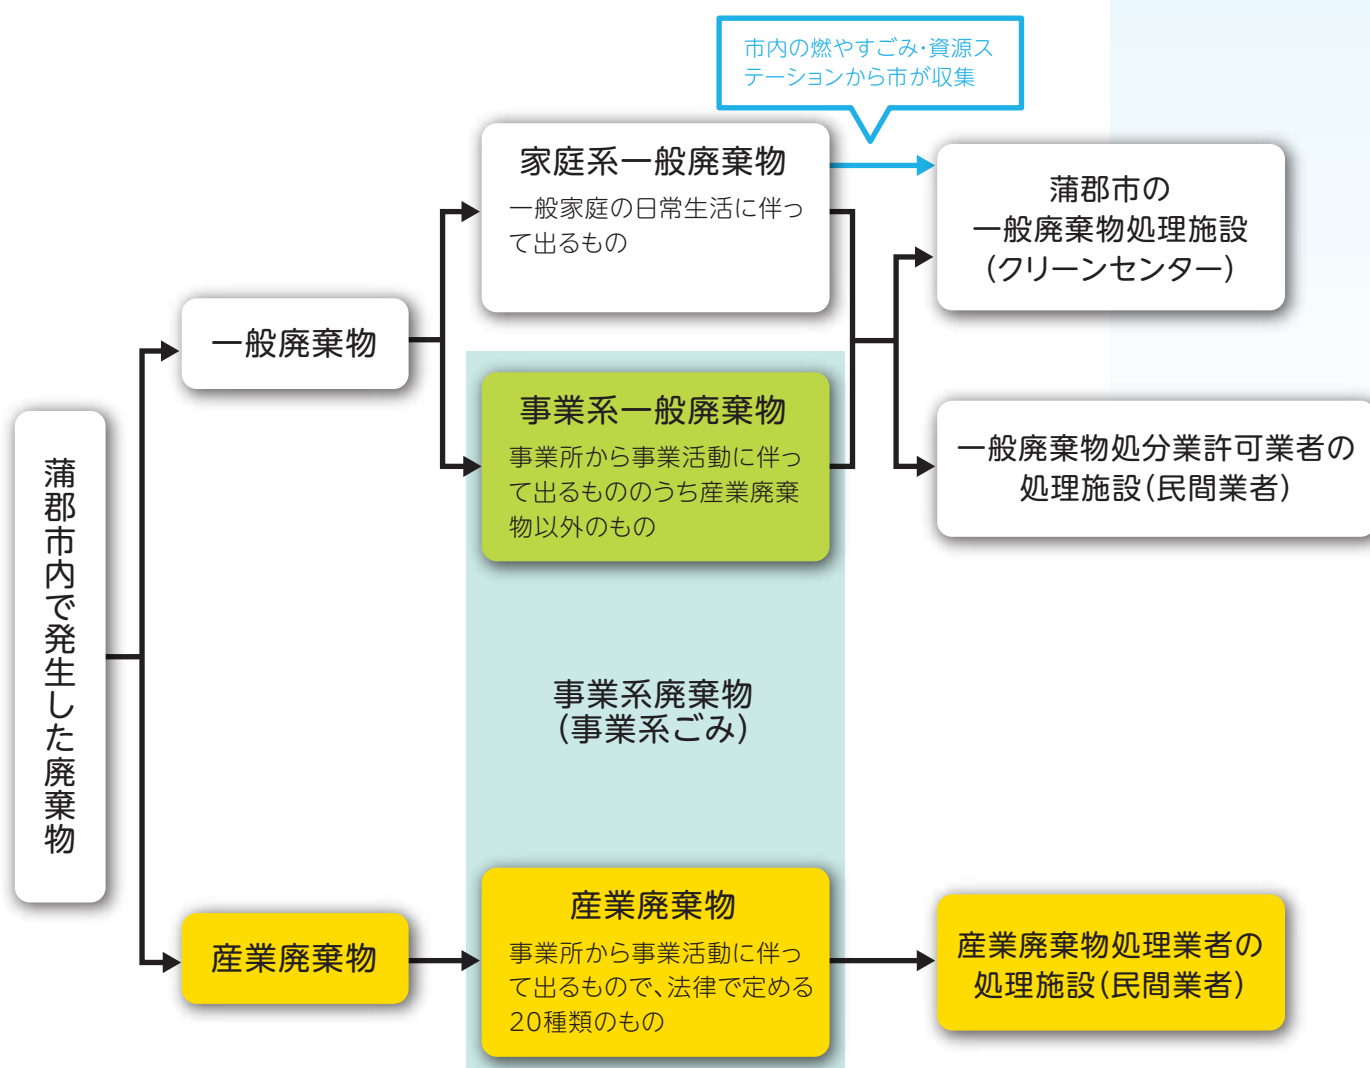 市内の燃やすごみ・資源ス
テーションから市が収集
家庭系一般廃棄物
一般家庭の日常生活に伴っ
て出るもの
蒲郡市の
一般廃棄物処理施設
(クリーンセンター)
一般廃棄物
事業系一般廃棄物
事業所から事業活動に伴っ
て出るもののうち産業廃棄
物以外のもの
一般廃棄物処分業許可業者の
処理施設(民間業者)
蒲郡市内で発生した廃棄物
事業系廃棄物
(事業系ごみ)
産業廃棄物
産業廃棄物
事業所から事業活動に伴っ
て出るもので、法律で定める
20種類のもの
産業廃棄物処理業者の
処理施設(民間業者)